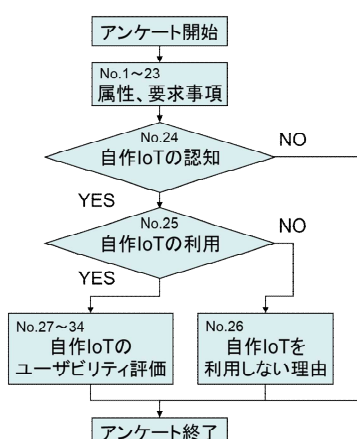 アンケート開始
No.1～23
属性、要求事項
No.24
自作IoTの認知
NO
YES
No.25
自作IoTの利用
NO
YES
No.27～34
自作IoTの
ユーザビリティ評価
No.26
自作IoTを
利用しない理由
アンケート終了